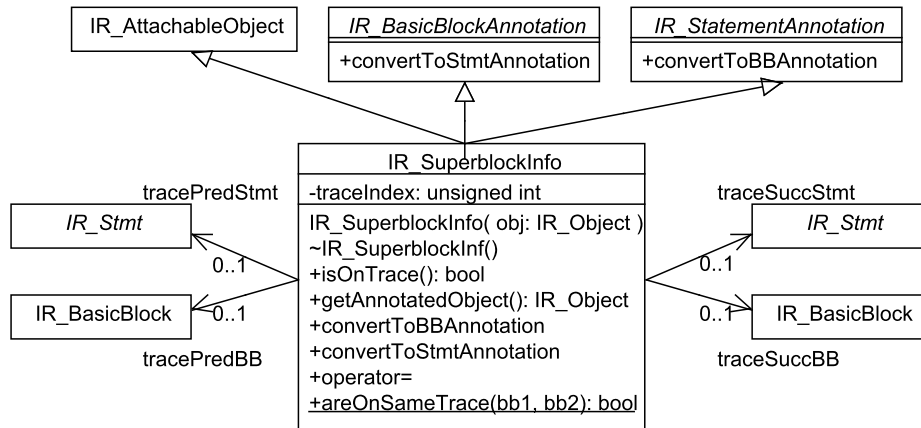 IR_AttachableObject
IR_BasicBlockAnnotation
+convertToStmtAnnotation
IR_StatementAnnotation
+convertToBBAnnotation
IR_SuperblockInfo
-traceIndex: unsigned int
IR_SuperblockInfo( obj: IR_Object )
~IR_SuperblockInf()
+isOnTrace(): bool
+getAnnotatedObject(): IR_Object
+convertToBBAnnotation
+convertToStmtAnnotation
+operator=
+areOnSameTrace(bb1, bb2): bool
tracePredStmt
IR_Stmt
0..1
IR_BasicBlock
0..1
tracePredBB
traceSuccStmt
IR_Stmt
0..1
IR_BasicBlock
0..1
traceSuccBB